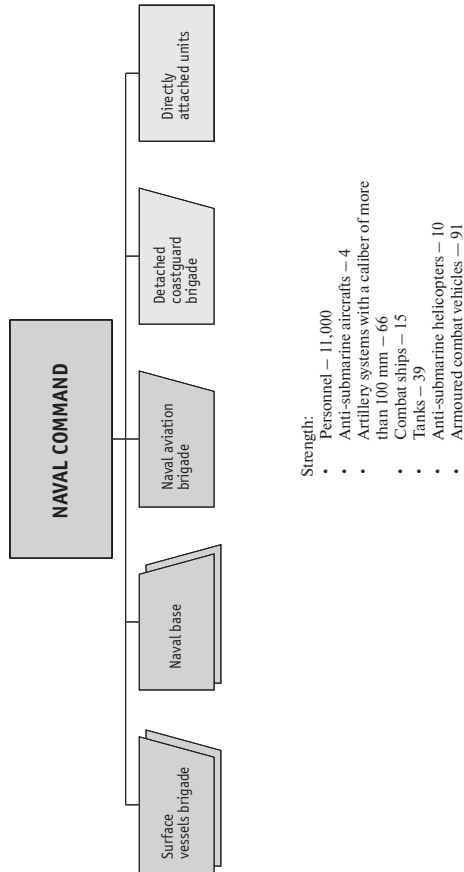 NAVAL COMMAND
Surface
vessels brigade
Naval base
Naval aviation
brigade
Detached
coastguard
brigade
Directly
attached units
Strength:
• Personnel – 11,000
• Anti-submarine aircrafts – 4
• Artillery systems with a caliber of more
than 100 mm – 66
• Combat ships – 15
• Tanks – 39
• Anti-submarine helicopters – 10
• Armoured combat vehicles – 91